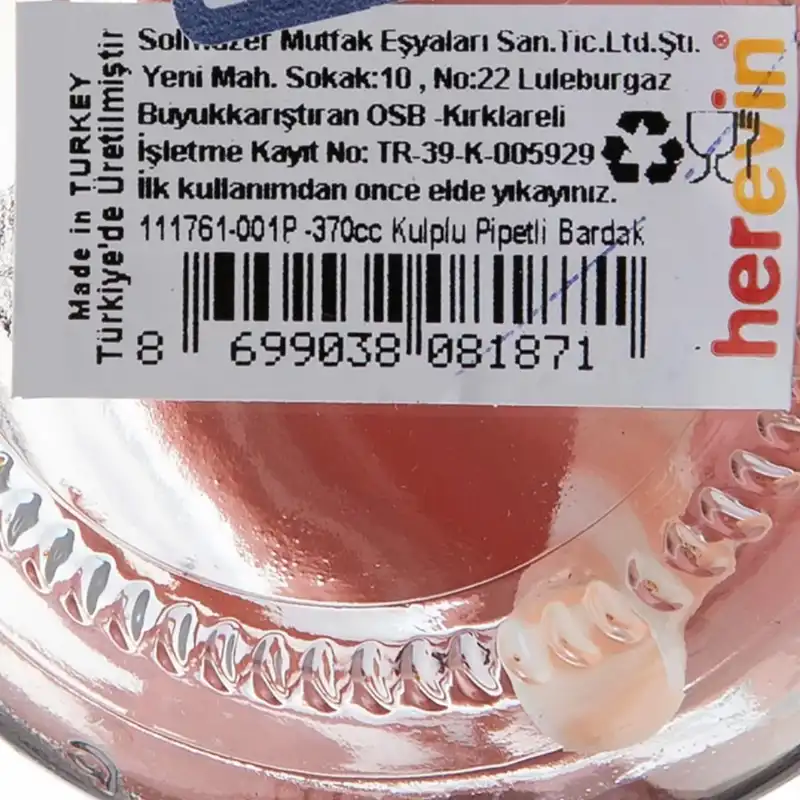 Mutfak Eşyaları San.Tic.Ltd.Şti.
Yeni Mah. Sokak:10 , No:22 Luleburgaz
Buyukkarıştıran OSB -Kırklareli
İşletme Kayıt No: TR-39-K-005929
İlk kullanımdan once elde yıkayınız.
111761-001P -370cc Kulplu Pipetli Bardak
8 699038 081871
Made in TURKEY
Türkiye'de Üretilmiştir
herevin